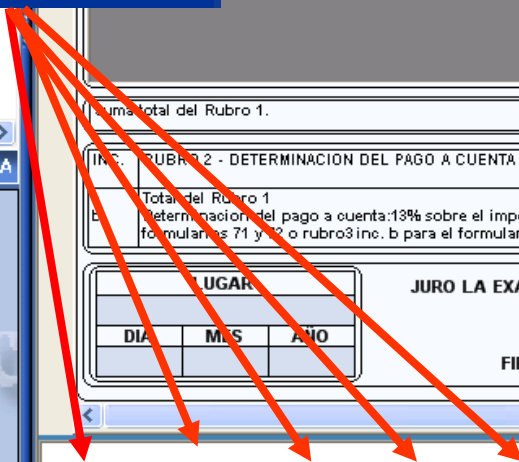 Suma total del Rubro 1.
A
INC. RUBRO 2 - DETERMINACION DEL PAGO A CUENTA
Total del Rubro 1
b Determinacion del pago a cuenta:13% sobre el impo
formularios 71 y 72 o rubro3 inc. b para el formular
LUGAR
JURO LA EXA
DIA MES AÑO
FI